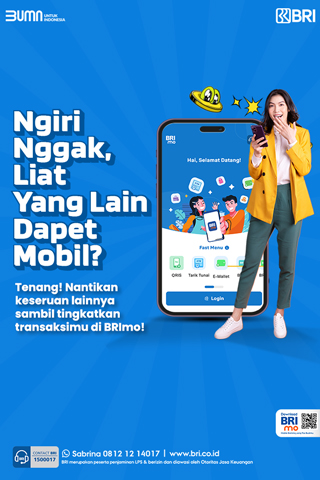 BUMN UNTUK
INDONESIA
BRI
Ngiri
Nggak,
Liat
Yang Lain
Dapet
Mobil?
Tenang! Nantikan
keseruan lainnya
sambil tingkatkan
transaksimu di BRImo!
BRI
mo
Hai, Selamat Datang!
BRI
mo
Fast Menu
QRIS Tarik Tunai E-Wallet
Login
Download
BRI
mo
CONTACT BRI
1500017
Sabrina 0812 12 14017 | www.bri.co.id
BRI merupakan peserta penjaminan LPS & berizin dan diawasi oleh Otoritas Jasa Keuangan